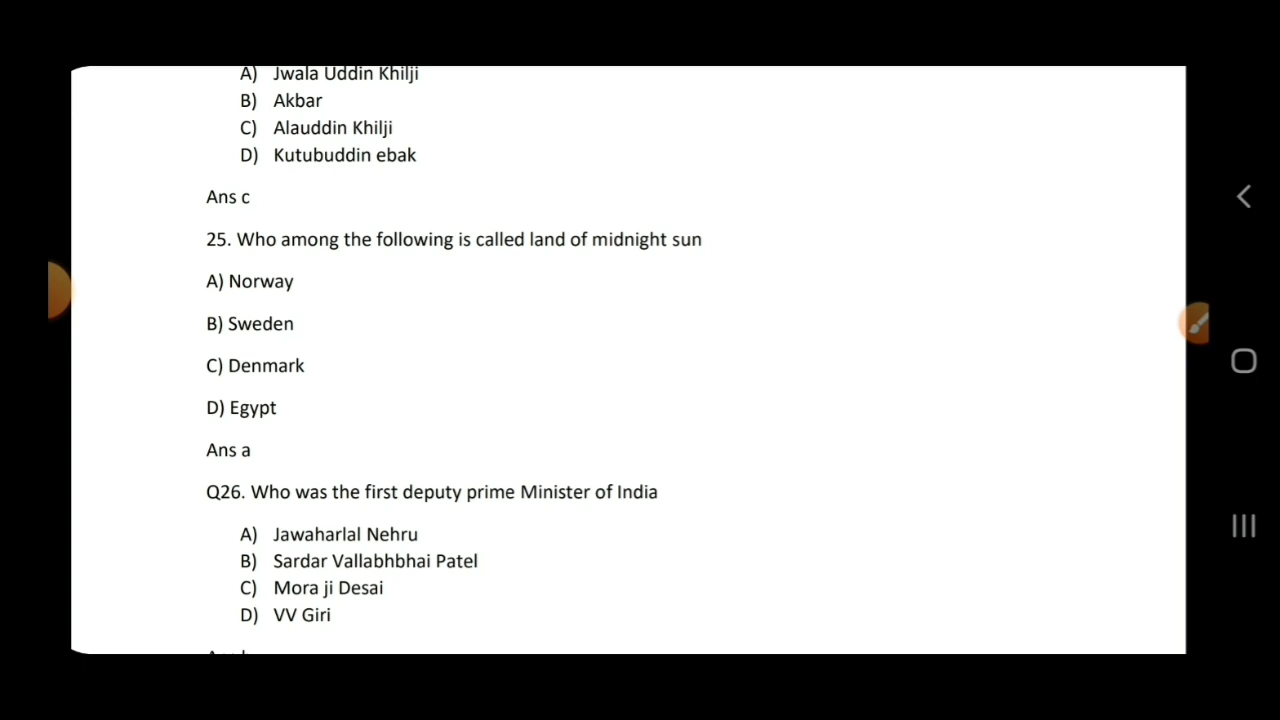 A) Jwala Uddin Khilji
B) Akbar
C) Alauddin Khilji
D) Kutubuddin ebak
Ans c
25. Who among the following is called land of midnight sun
A) Norway
B) Sweden
C) Denmark
D) Egypt
Ans a
Q26. Who was the first deputy prime Minister of India
A) Jawaharlal Nehru
B) Sardar Vallabhbhai Patel
C) Mora ji Desai
D) VV Giri